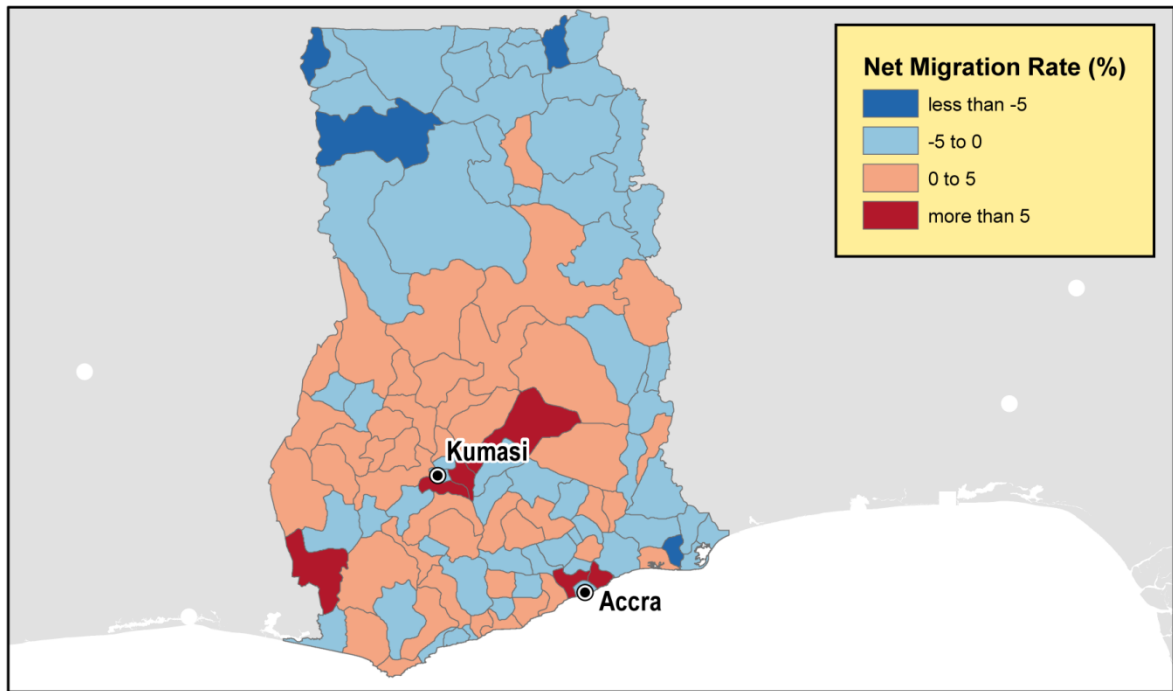 Net Migration Rate (%)
less than -5
-5 to 0
0 to 5
more than 5
Kumasi
Accra